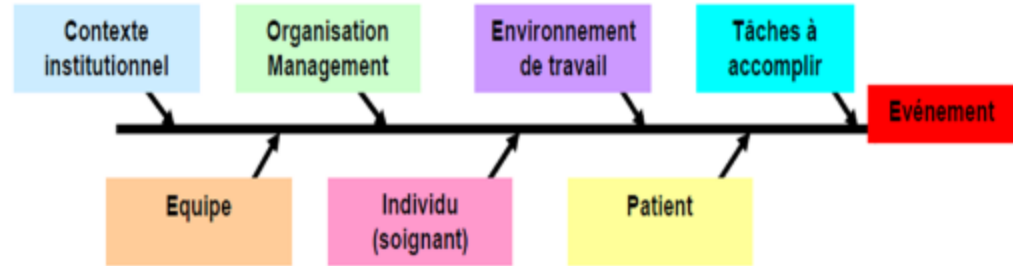 Contexte
institutionnel
Organisation
Management
Environnement
de travail
Tâches à
accomplir
Evénement
Equipe
Individu
(soignant)
Patient